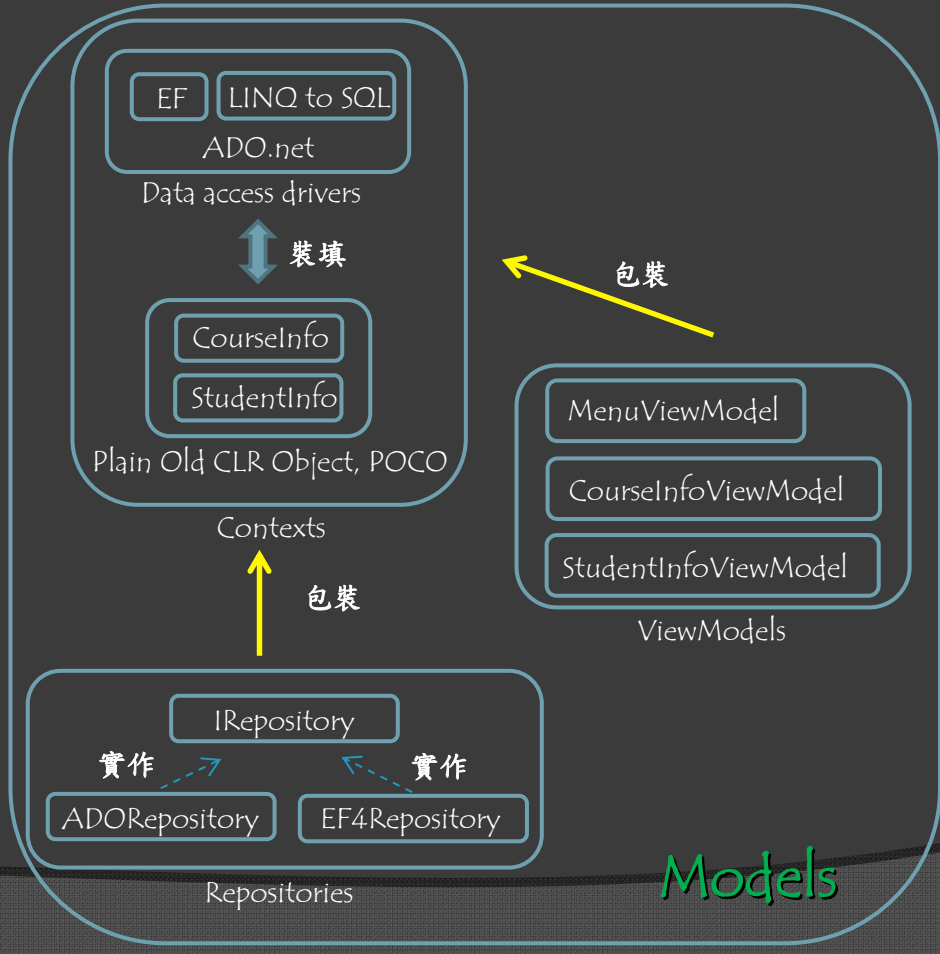 EF
LINQ to SQL
ADO.net
Data access drivers
裝填
CourseInfo
StudentInfo
Plain Old CLR Object, POCO
Contexts
包裝
MenuViewModel
CourseInfoViewModel
StudentInfoViewModel
ViewModels
包裝
IRepository
實作
實作
ADORepository
EF4Repository
Repositories
Models